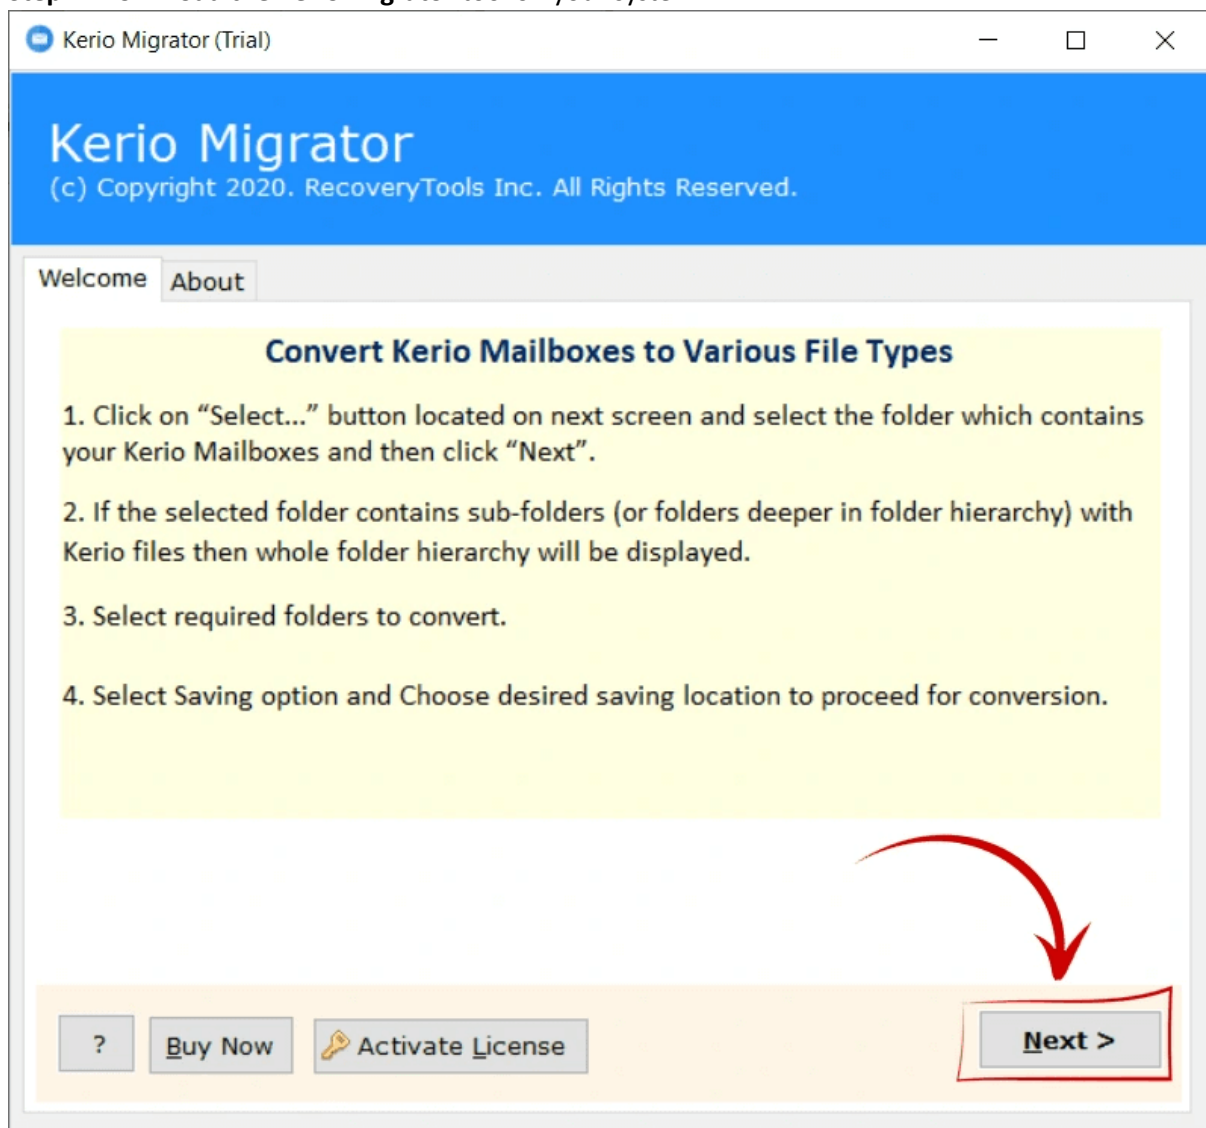 Kerio Migrator (Trial)
Kerio Migrator
(c) Copyright 2020. RecoveryTools Inc. All Rights Reserved.
Welcome
About
Convert Kerio Mailboxes to Various File Types
1. Click on “Select...” button located on next screen and select the folder which contains
your Kerio Mailboxes and then click “Next”.
2. If the selected folder contains sub-folders (or folders deeper in folder hierarchy) with
Kerio files then whole folder hierarchy will be displayed.
3. Select required folders to convert.
4. Select Saving option and Choose desired saving location to proceed for conversion.
?
Buy Now
Activate License
Next >